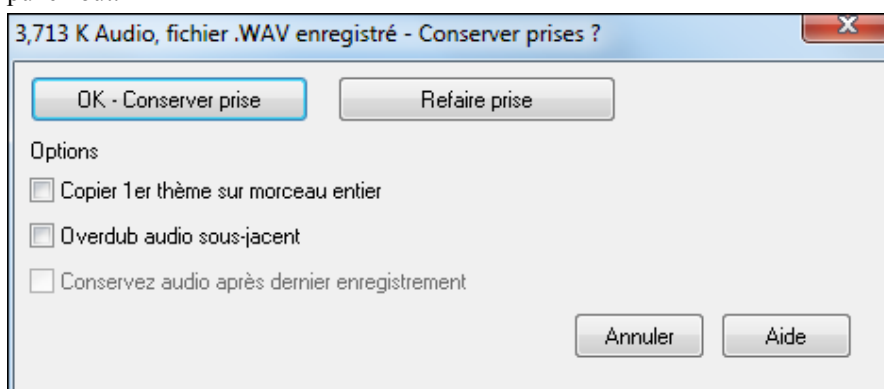 3,713 K Audio, fichier .WAV enregistré - Conserver prises ?
OK - Conserver prise
Refaire prise
Options
Copier 1er thème sur morceau entier
Overdub audio sous-jacent
Conservez audio après dernier enregistrement
Annuler
Aide